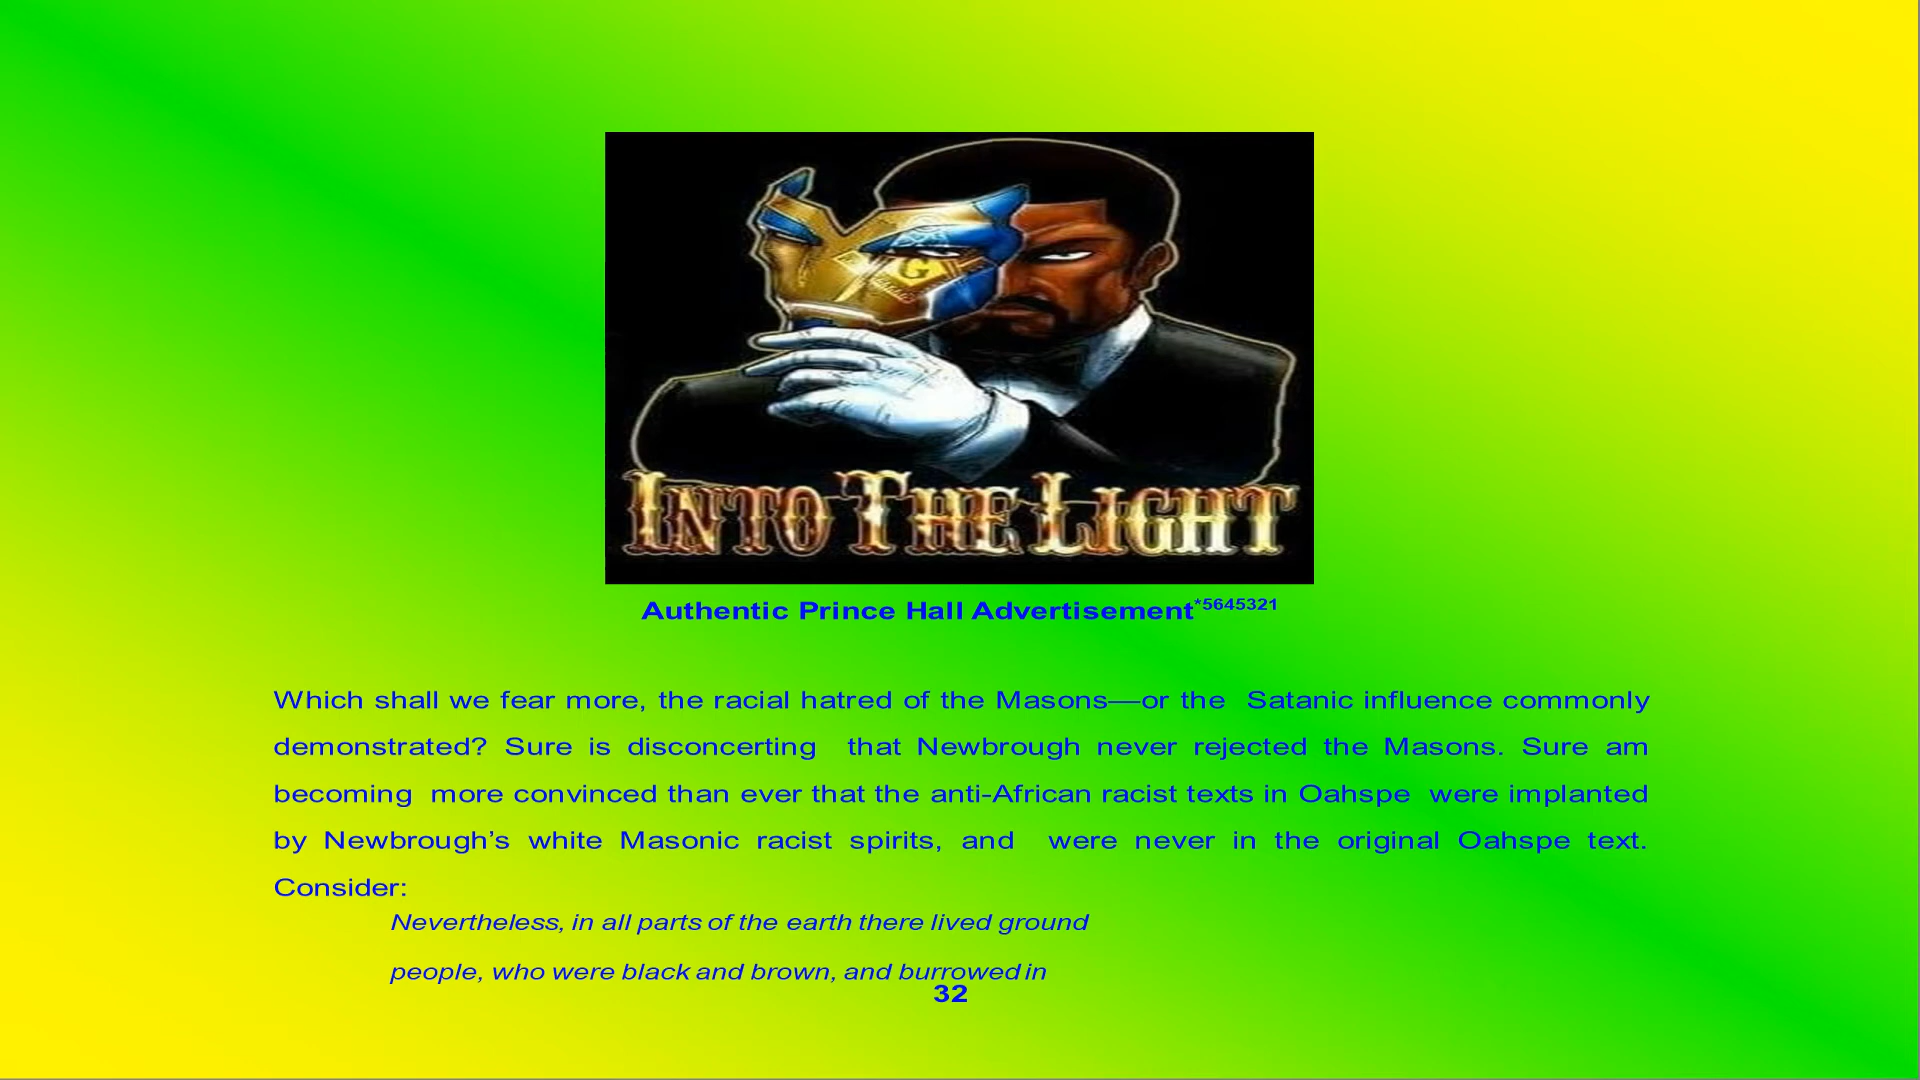 G
INTO THE LIGHT
Authentic Prince Hall Advertisement*5645321
Which shall we fear more, the racial hatred of the Masons—or the Satanic influence commonly
demonstrated? Sure is disconcerting that Newbrough never rejected the Masons. Sure am
becoming more convinced than ever that the anti-African racist texts in Oahspe were implanted
by Newbrough’s white Masonic racist spirits, and were never in the original Oahspe text.
Consider:
Nevertheless, in all parts of the earth there lived ground
people, who were black and brown, and burrowed in
32